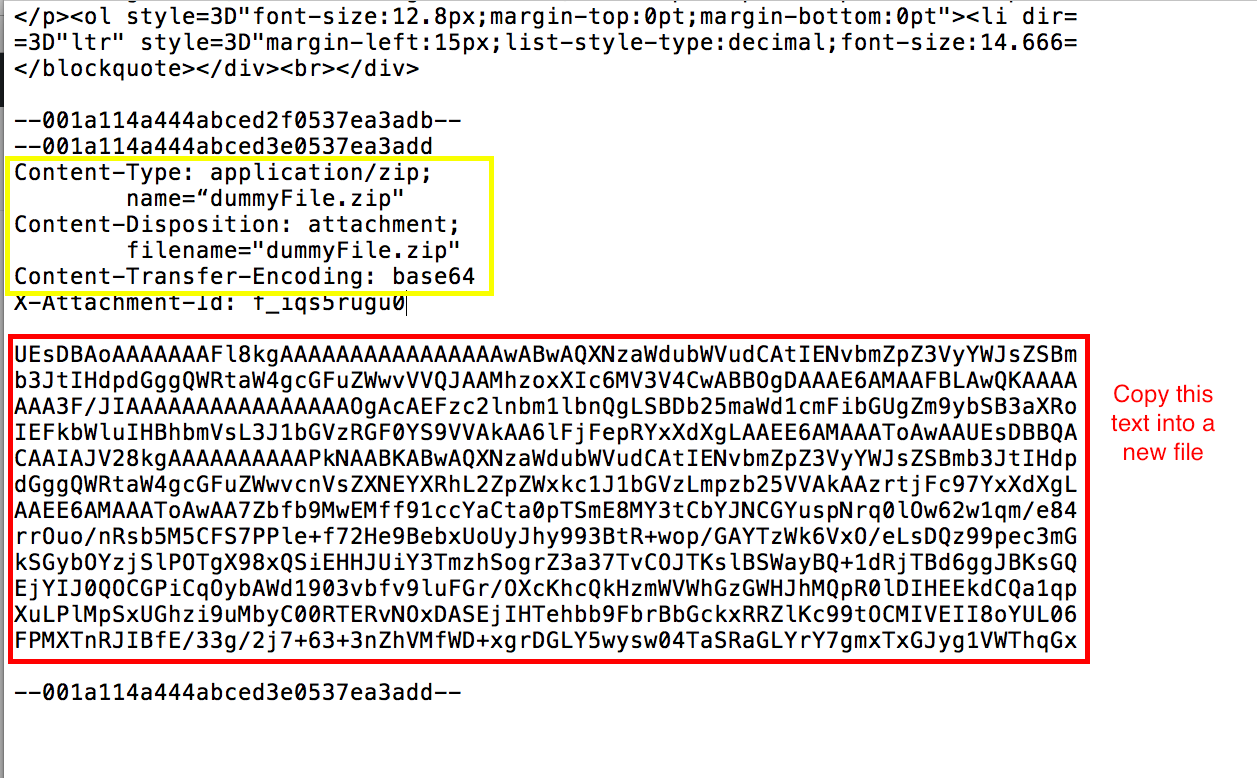 </p><ol style=3D"font-size:12.8px;margin-top:0pt;margin-bottom:0pt"><li dir=
=3D"ltr" style=3D"margin-left:15px;list-style-type:decimal;font-size:14.666=
</blockquote></div><br></div>
--001a114a444abced2f0537ea3adb--
--001a114a444abced3e0537ea3add
Content-Type: application/zip;
name=“dummyFile.zip"
Content-Disposition: attachment;
filename="dummyFile.zip"
Content-Transfer-Encoding: base64
X-Attachment-Id: f_iqs5rugu0
UEsDBAoAAAAAAAFl8kgAAAAAAAAAAAAAAAAwABwAQXNzaWdubWVudCAtIENvbmZpZ3VyYWJsZSBm
b3JtIHdpdGggQWRtaW4gcGFuZWwvVVQJAAMhzoxXIc6MV3V4CwABBOgDAAAE6AMAAFBLAwQKAAAA
AAA3F/JIAAAAAAAAAAAAAAAAOgAcAEFzc2lnbm1lbnQgLSBDb25maWd1cmFibGUgZm9ybSB3aXRo
IEFkbWluIHBhbmVsL3J1bGVzRGF0YS9VVAkAA6lFjFepRYxXdXgLAAEE6AMAAAToAwAAUEsDBBQA
CAAIAJV28kgAAAAAAAAAAPkNAABKABwAQXNzaWdubWVudCAtIENvbmZpZ3VyYWJsZSBmb3JtIHdp
dGggQWRtaW4gcGFuZWwvcnVsZXNEYXRhL2ZpZWxkc1J1bGVzLmpzb25VVAkAAzrtjFc97YxXdXgL
AAEE6AMAAAToAwAA7Zbfb9MwEMff91ccYaCta0pTSmE8MY3tCbYJNCGYuspNrq0lOw62w1qm/e84
rrOuo/nRsb5M5CFS7PPle+f72He9BebxUoUyJhy993BtR+wop/GAYTzWk6VxO/eLsDQz99pec3mG
kSGybOYzjSlPOTgX98xQSiEHHJUiY3TmzhSogrZ3a37TvCOJTKslBSWayBQ+1dRjTBd6ggJBKsGQ
EjYIJ0QOCGPiCqOybAWd1903vbfv9luFGr/OXcKhcQkHzmWVWhGzGWHJhMQpR0lDIHEEkdCQa1qp
XuLPlMpSxUGhzi9uMbyC00RTERvNOxDASEjIHTehbb9FbrBbGckxRRZlKc99tOCMIVEII8oYUL06
FPMXTnRJIBfE/33g/2j7+63+3nZhVMfWD+xgrDGLY5wysw04TaSRaGLYrY7gmxTxGJyg1VWThqGx
--001a114a444abced3e0537ea3add--
Copy this
text into a
new file